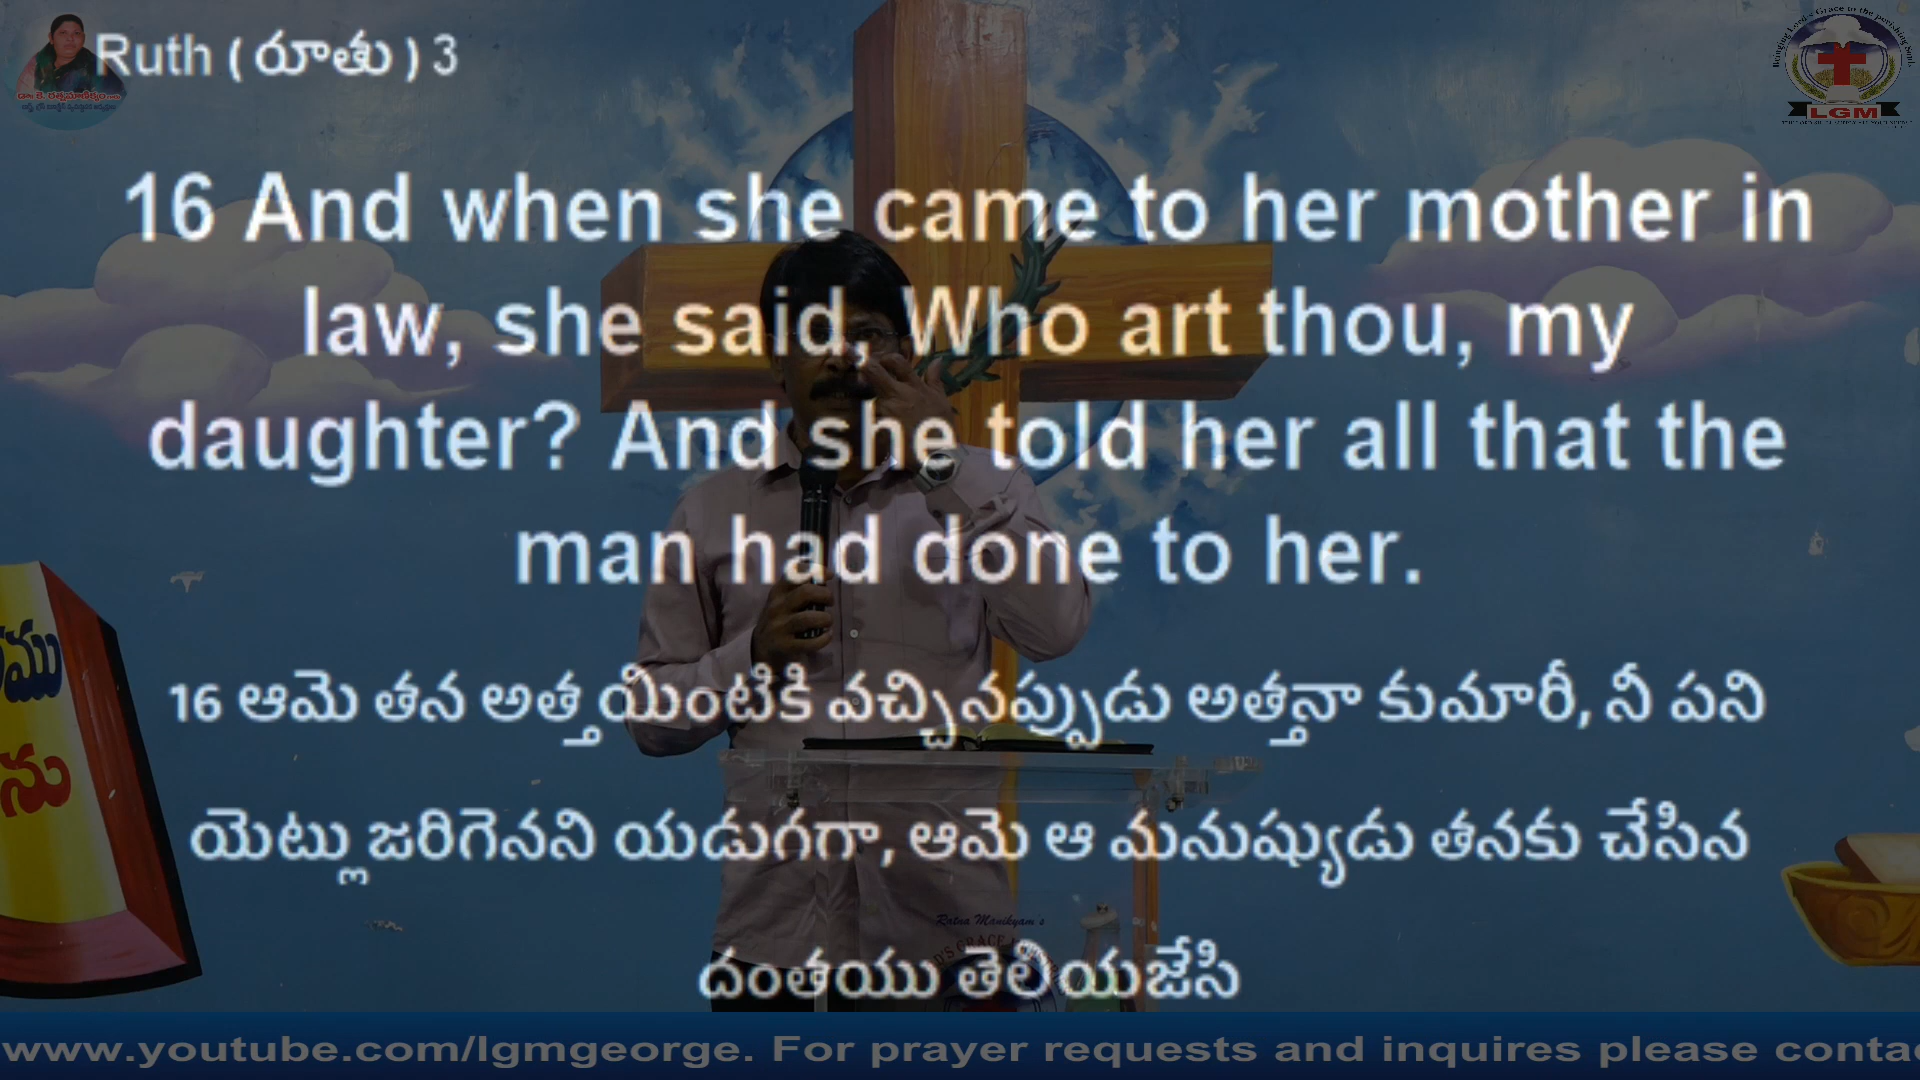 Ruth ( రూతు ) 3
16 And when she came to her mother in
law, she said, Who art thou, my
daughter? And she told her all that the
man had done to her.
16 ఆమె తన అత్త యింటికి వచ్చినప్పుడు అత్తనా కుమారీ, నీ పని
యెట్లు జరిగెనని యడుగగా, ఆమె ఆ మనుష్యుడు తనకు చేసిన
దంతయు తెలియజేసి
LGM
Ratna Manikyam's
www.youtube.com/lgmgeorge. For prayer requests and inquires please